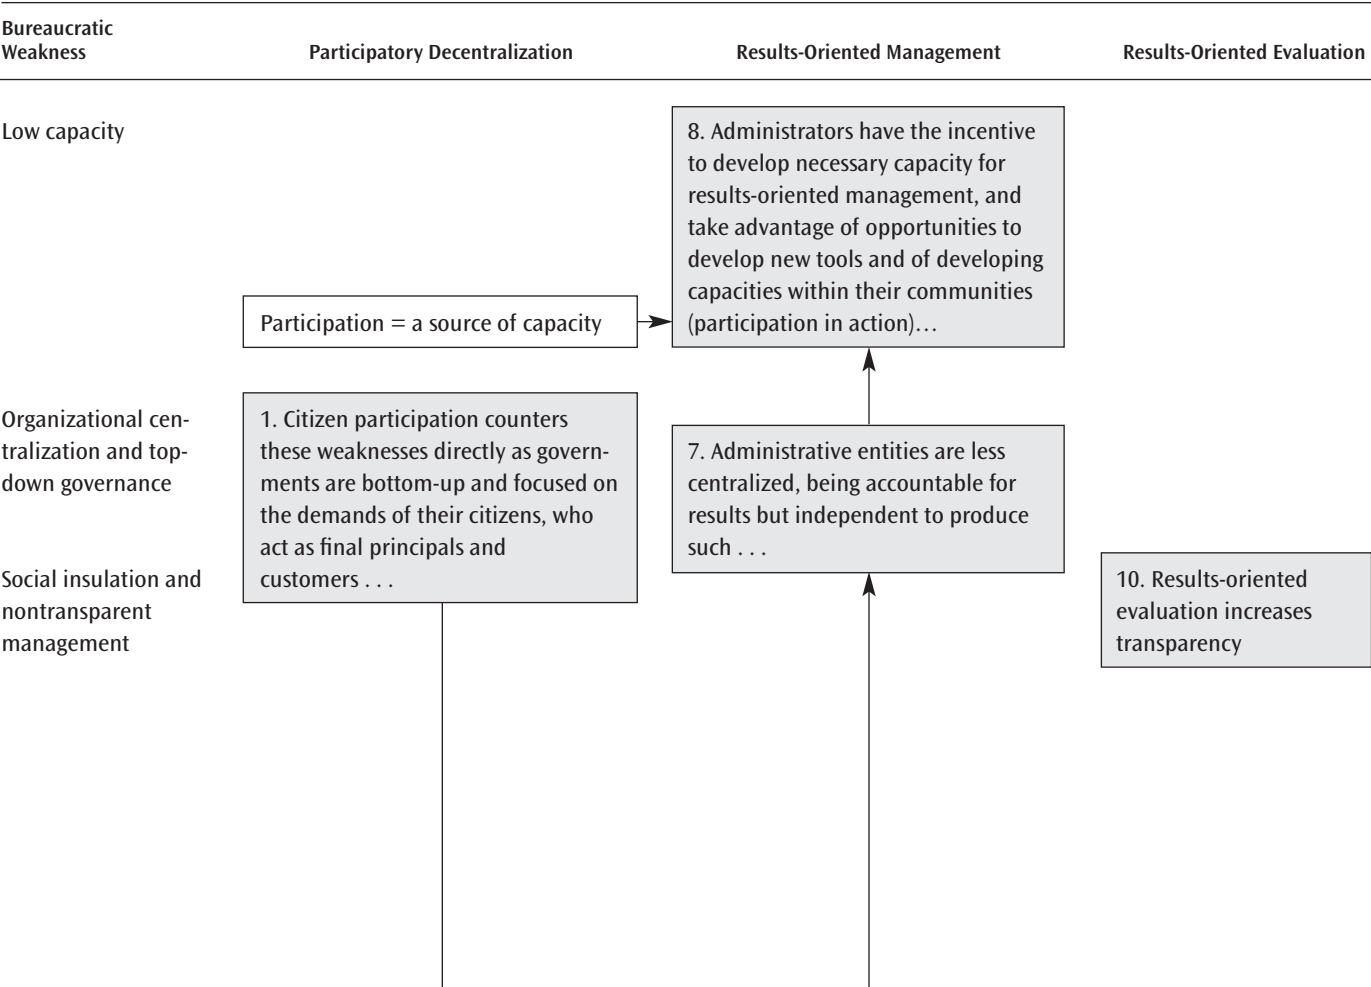 Bureaucratic
Weakness
Participatory Decentralization
Results-Oriented Management
Results-Oriented Evaluation
Low capacity
8. Administrators have the incentive
to develop necessary capacity for
results-oriented management, and
take advantage of opportunities to
develop new tools and of developing
capacities within their communities
(participation in action)…
Participation = a source of capacity
Organizational cen-
tralization and top-
down governance
1. Citizen participation counters
these weaknesses directly as govern-
ments are bottom-up and focused on
the demands of their citizens, who
act as final principals and
customers . . .
7. Administrative entities are less
centralized, being accountable for
results but independent to produce
such . . .
Social insulation and
nontransparent
management
10. Results-oriented
evaluation increases
transparency